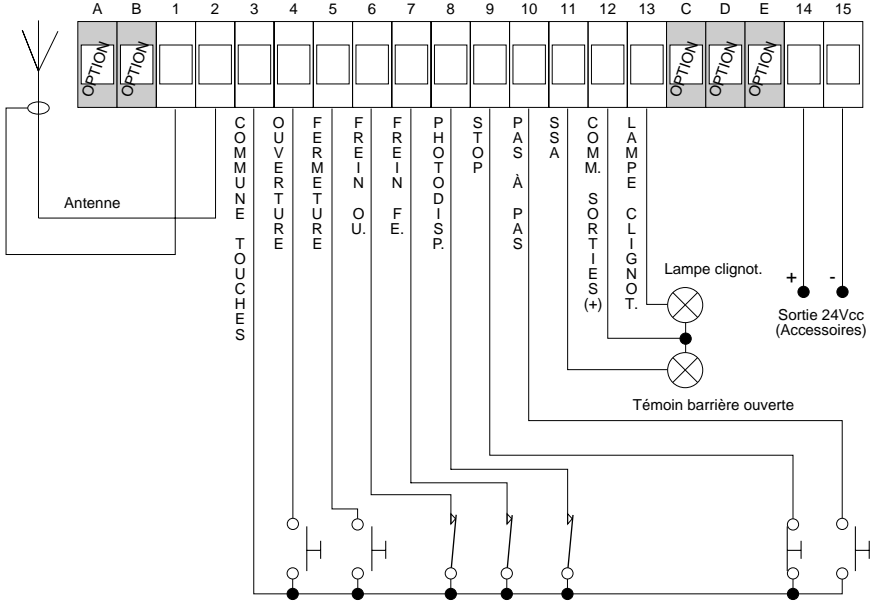 A B 1 2 3 4 5 6 7 8 9 10 11 12 13 C D E 14 15
OPTION OPTION OPTION OPTION OPTION
COMMUNE TOUCHES
OUVERTURE
FERMETURE
FREIN OU.
FREIN FE.
PHOTODISP.
STOP
PAS À PAS
SSA
COMM. SORTIES (+)
LAMPE CLIGNOT.
Antenne
Lampe clignot.
+ -
Sortie 24Vcc
(Accessoires)
Témoin barrière ouverte